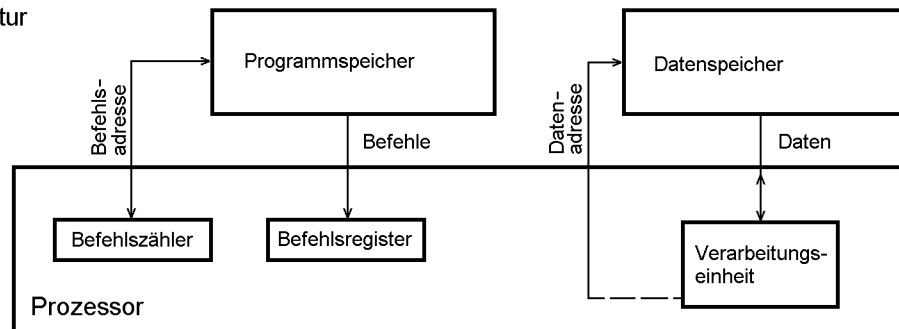 tur
Programmspeicher
Datenspeicher
Befehls-
adresse
Befehle
Daten-
adresse
Daten
Befehlszähler
Befehlsregister
Verarbeitungs-
einheit
Prozessor